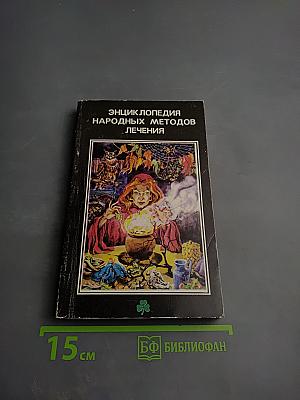 ЭНЦИКЛОПЕДИЯ
НАРОДНЫХ МЕТОДОВ
ЛЕЧЕНИЯ
15 см
БФ БИБЛИОФАН